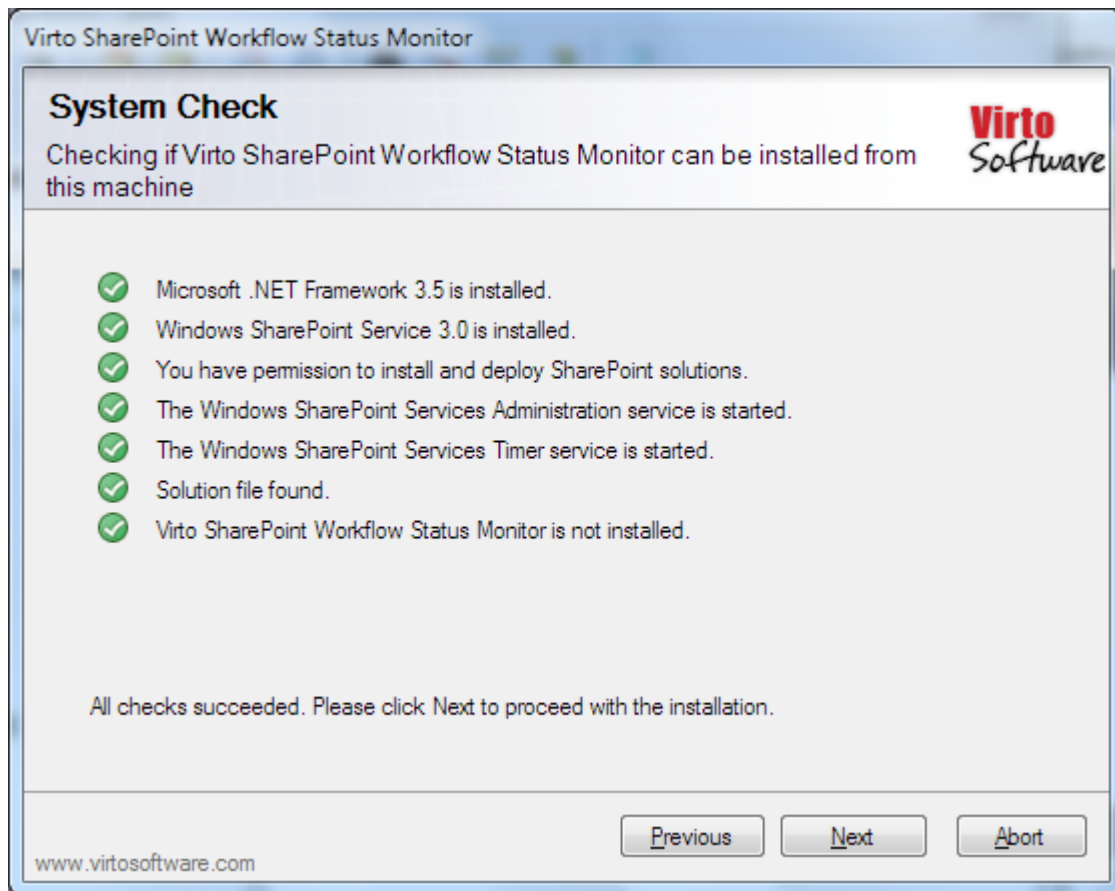 Virto SharePoint Workflow Status Monitor
System Check
Checking if Virto SharePoint Workflow Status Monitor can be installed from
this machine
Virto
Software
Microsoft .NET Framework 3.5 is installed.
Windows SharePoint Service 3.0 is installed.
You have permission to install and deploy SharePoint solutions.
The Windows SharePoint Services Administration service is started.
The Windows SharePoint Services Timer service is started.
Solution file found.
Virto SharePoint Workflow Status Monitor is not installed.
All checks succeeded. Please click Next to proceed with the installation.
Previous
Next
Abort
www.virtosoftware.com